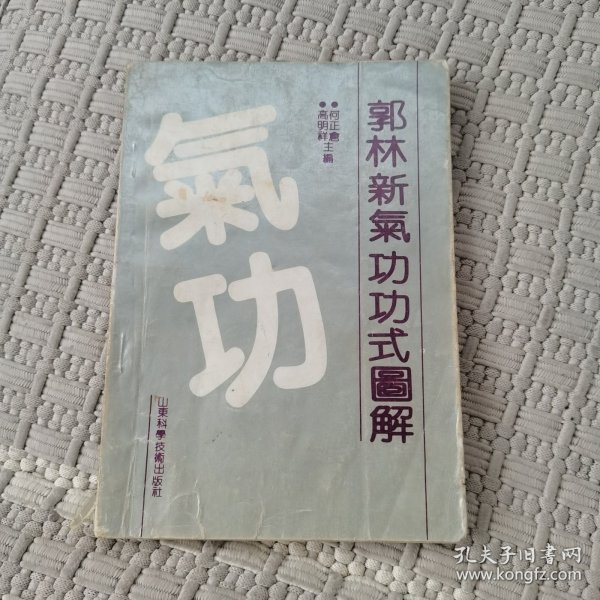 郭林新氣功功式圖解
●何正倉
●高明祥主編
氣功
山東科學技術出版社
孔夫子旧书网
www.kongfz.com